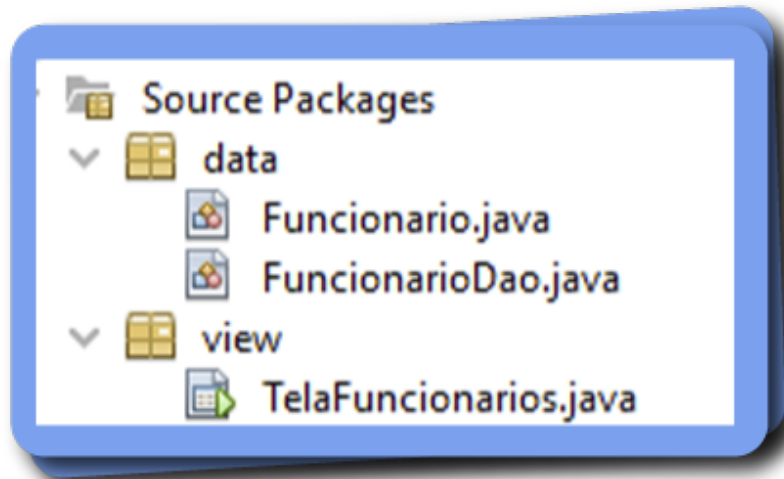 Source Packages
data
Funcionario.java
FuncionarioDao.java
view
TelaFuncionarios.java